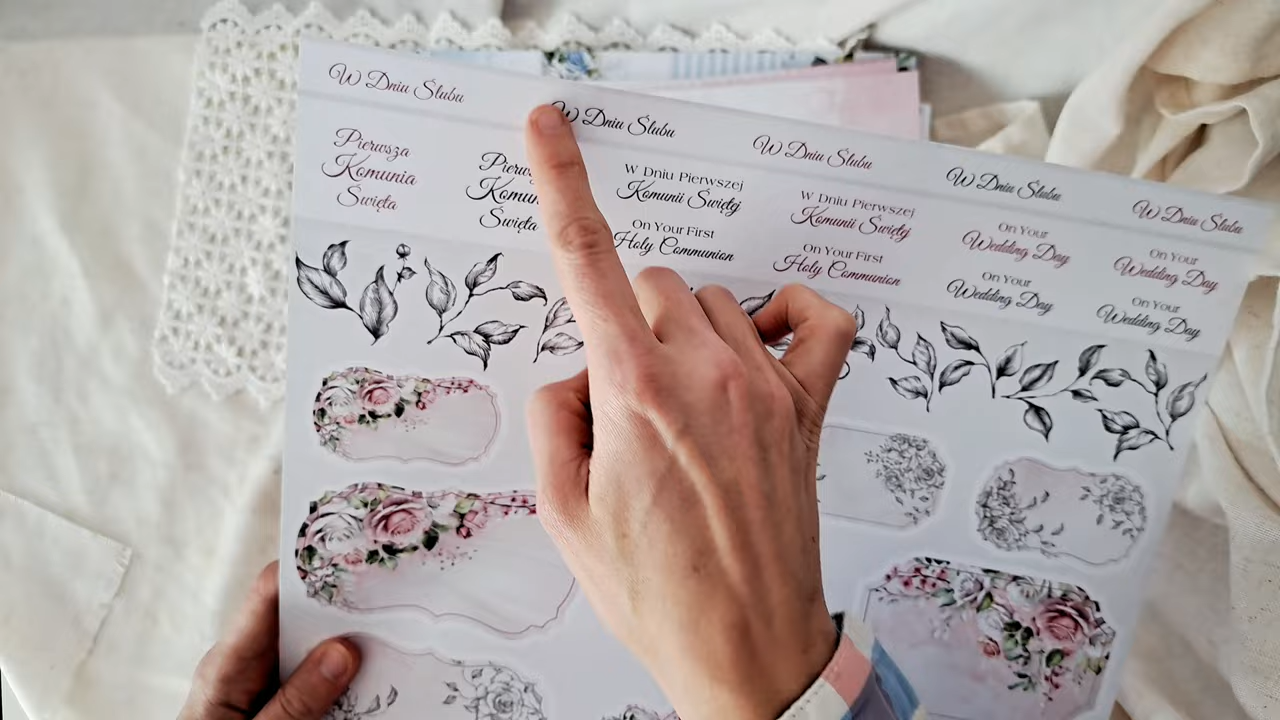 W Dniu Ślubu
W Dniu Ślubu
W Dniu Ślubu
W Dniu Ślubu
W Dniu Ślubu
Pierwsza
Komunia
Święta
Święta
W Dniu Pierwszej
Komunii Świętej
On Your First
Holy Communion
W Dniu Pierwszej
Komunii Świętej
On Your First
Holy Communion
On Your
Wedding Day
On Your
Wedding Day
On Your
Wedding Day
On Your
Wedding Day